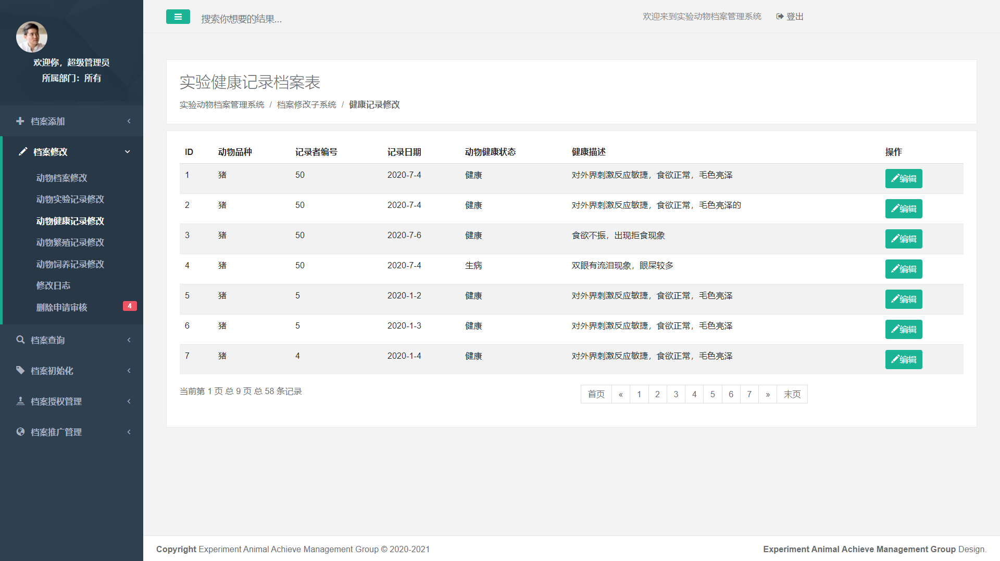 搜索你想要的结果...
欢迎来到实验动物档案管理系统 登出
欢迎你，超级管理员
所属部门：所有
档案添加
档案修改
动物档案修改
动物实验记录修改
动物健康记录修改
动物繁殖记录修改
动物饲养记录修改
修改日志
删除申请审核 4
档案查询
档案初始化
档案授权管理
档案推广管理
实验健康记录档案表
实验动物档案管理系统 / 档案修改子系统 / 健康记录修改
ID 动物品种 记录者编号 记录日期 动物健康状态 健康描述 操作
1 猪 50 2020-7-4 健康 对外界刺激反应敏捷，食欲正常，毛色亮泽 编辑
2 猪 50 2020-7-4 健康 对外界刺激反应敏捷，食欲正常，毛色亮泽的 编辑
3 猪 50 2020-7-6 健康 食欲不振，出现拒食现象 编辑
4 猪 50 2020-7-4 生病 双眼有流泪现象，眼屎较多 编辑
5 猪 5 2020-1-2 健康 对外界刺激反应敏捷，食欲正常，毛色亮泽 编辑
6 猪 5 2020-1-3 健康 对外界刺激反应敏捷，食欲正常，毛色亮泽 编辑
7 猪 4 2020-1-4 健康 对外界刺激反应敏捷，食欲正常，毛色亮泽 编辑
当前第 1 页 总 9 页 总 58 条记录
首页 « 1 2 3 4 5 6 7 » 末页
Copyright Experiment Animal Achieve Management Group © 2020-2021
Experiment Animal Achieve Management Group Design.